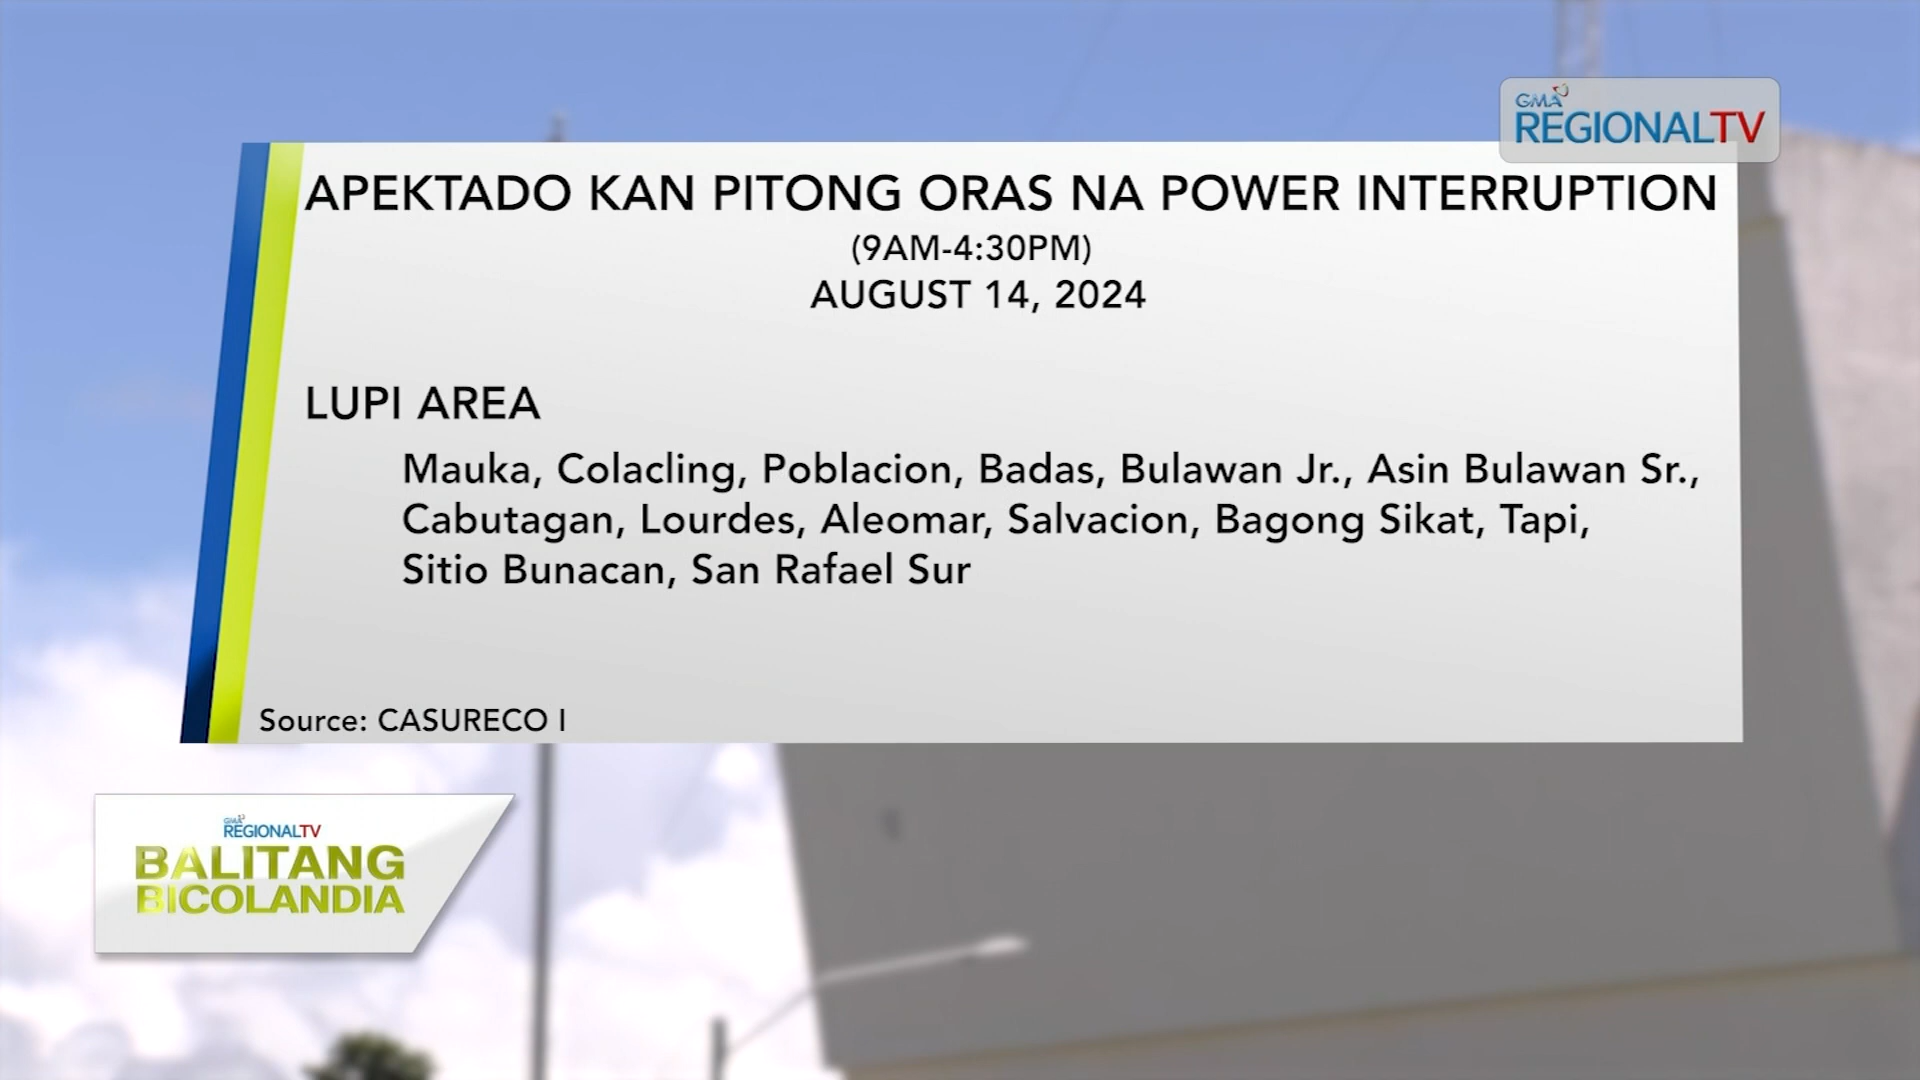 GMA
REGIONALTV
APEKTADO KAN PITONG ORAS NA POWER INTERRUPTION
(9AM-4:30PM)
AUGUST 14, 2024
LUPI AREA
Mauka, Colacling, Poblacion, Badas, Bulawan Jr., Asin Bulawan Sr.,
Cabutagan, Lourdes, Aleomar, Salvacion, Bagong Sikat, Tapi,
Sitio Bunacan, San Rafael Sur
Source: CASURECO I
GMA
REGIONALTV
BALITANG
BICOLANDIA